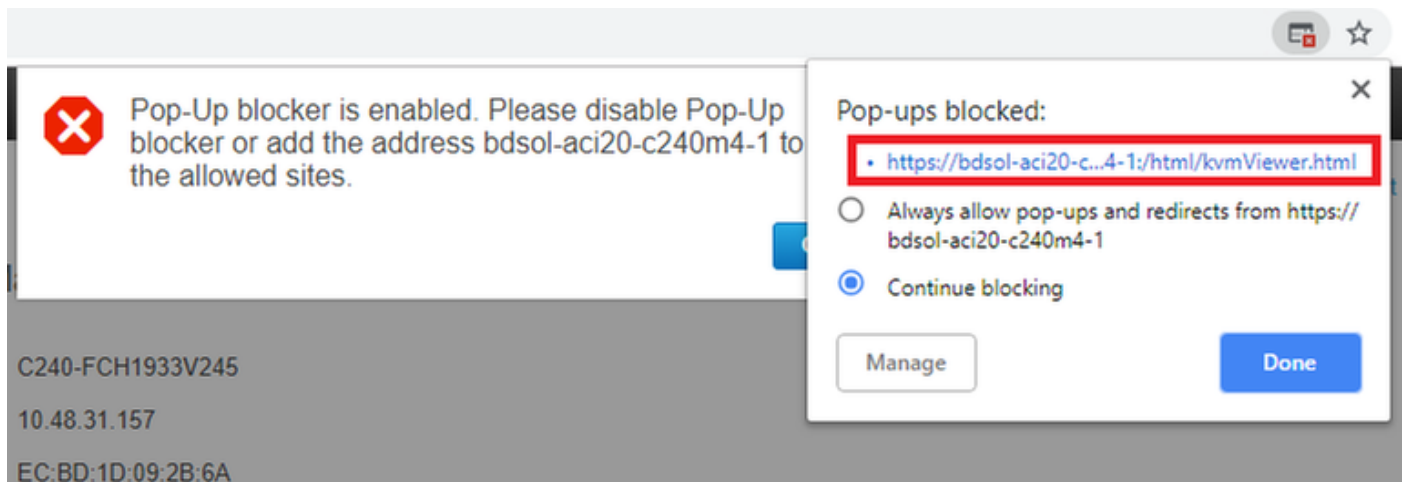 Pop-Up blocker is enabled. Please disable Pop-Up
blocker or add the address bdsol-aci20-c240m4-1 to
the allowed sites.
Pop-ups blocked:
• https://bdsol-aci20-c...4-1:/html/kvmViewer.html
Always allow pop-ups and redirects from https://
bdsol-aci20-c240m4-1
Continue blocking
Manage
Done
C240-FCH1933V245
10.48.31.157
EC:BD:1D:09:2B:6A